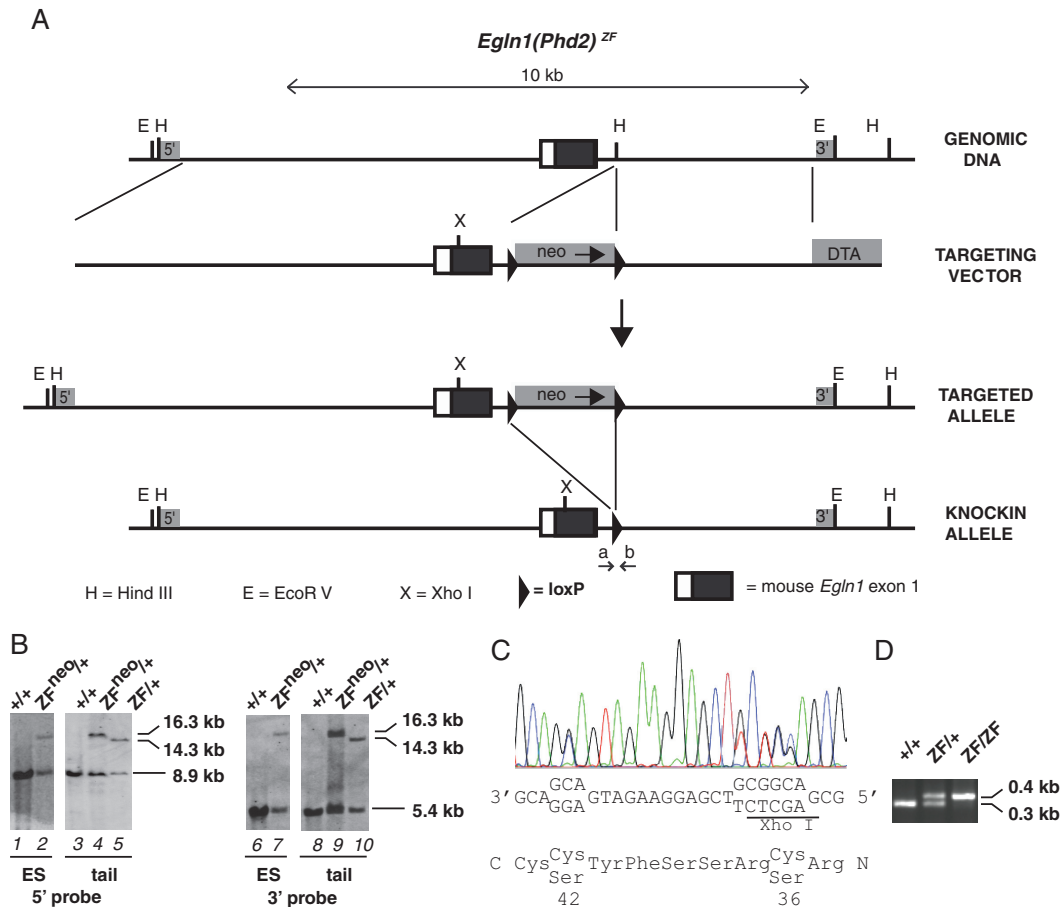 A
Egln1(Phd2) ZF
10 kb
E H 5' H E 3' H
GENOMIC DNA
X
neo
DTA
TARGETING VECTOR
E H 5' X neo 3' E H
TARGETED ALLELE
E H 5' X 3' E H
KNOCKIN ALLELE
a b
H = Hind III E = EcoR V X = Xho I = loxP = mouse Egln1 exon 1
B
+/+ ZFneo/+ +/+ ZFneo/+ ZF/+
16.3 kb
14.3 kb
8.9 kb
1 2 3 4 5
ES tail
5' probe
+/+ ZFneo/+ +/+ ZFneo/+ ZF/+
16.3 kb
14.3 kb
5.4 kb
6 7 8 9 10
ES tail
3' probe
C
GCA GCGGCA
3' GCA GTAGAAGGAGCT GCG 5'
GGA TCTCGA
Xho I
Cys Cys
C Cys TyrPheSerSerArg Arg N
Ser Ser
42 36
D
+/+ ZF/+ ZF/ZF
0.4 kb
0.3 kb